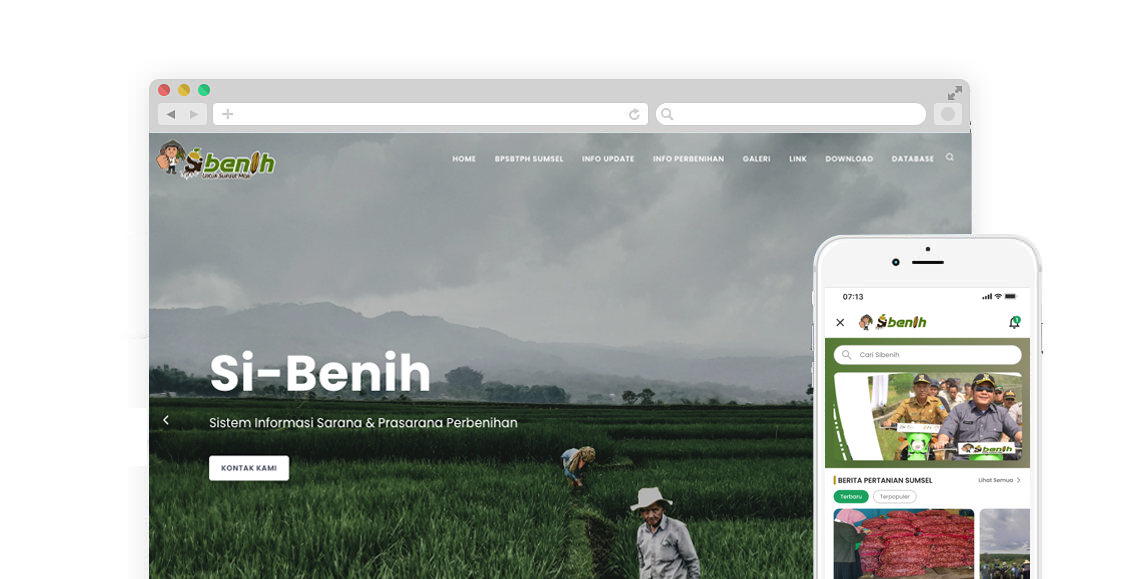 Sibenih
Untuk Sumsel Maju
HOME BPSBTPH SUMSEL INFO UPDATE INFO PERBENIHAN GALERI LINK DOWNLOAD DATABASE
Si-Benih
Sistem Informasi Sarana & Prasarana Perbenihan
KONTAK KAMI
07:13
Sibenih
1
Cari Sibenih
Sibenih
BERITA PERTANIAN SUMSEL Lihat Semua
Terbaru Terpopuler